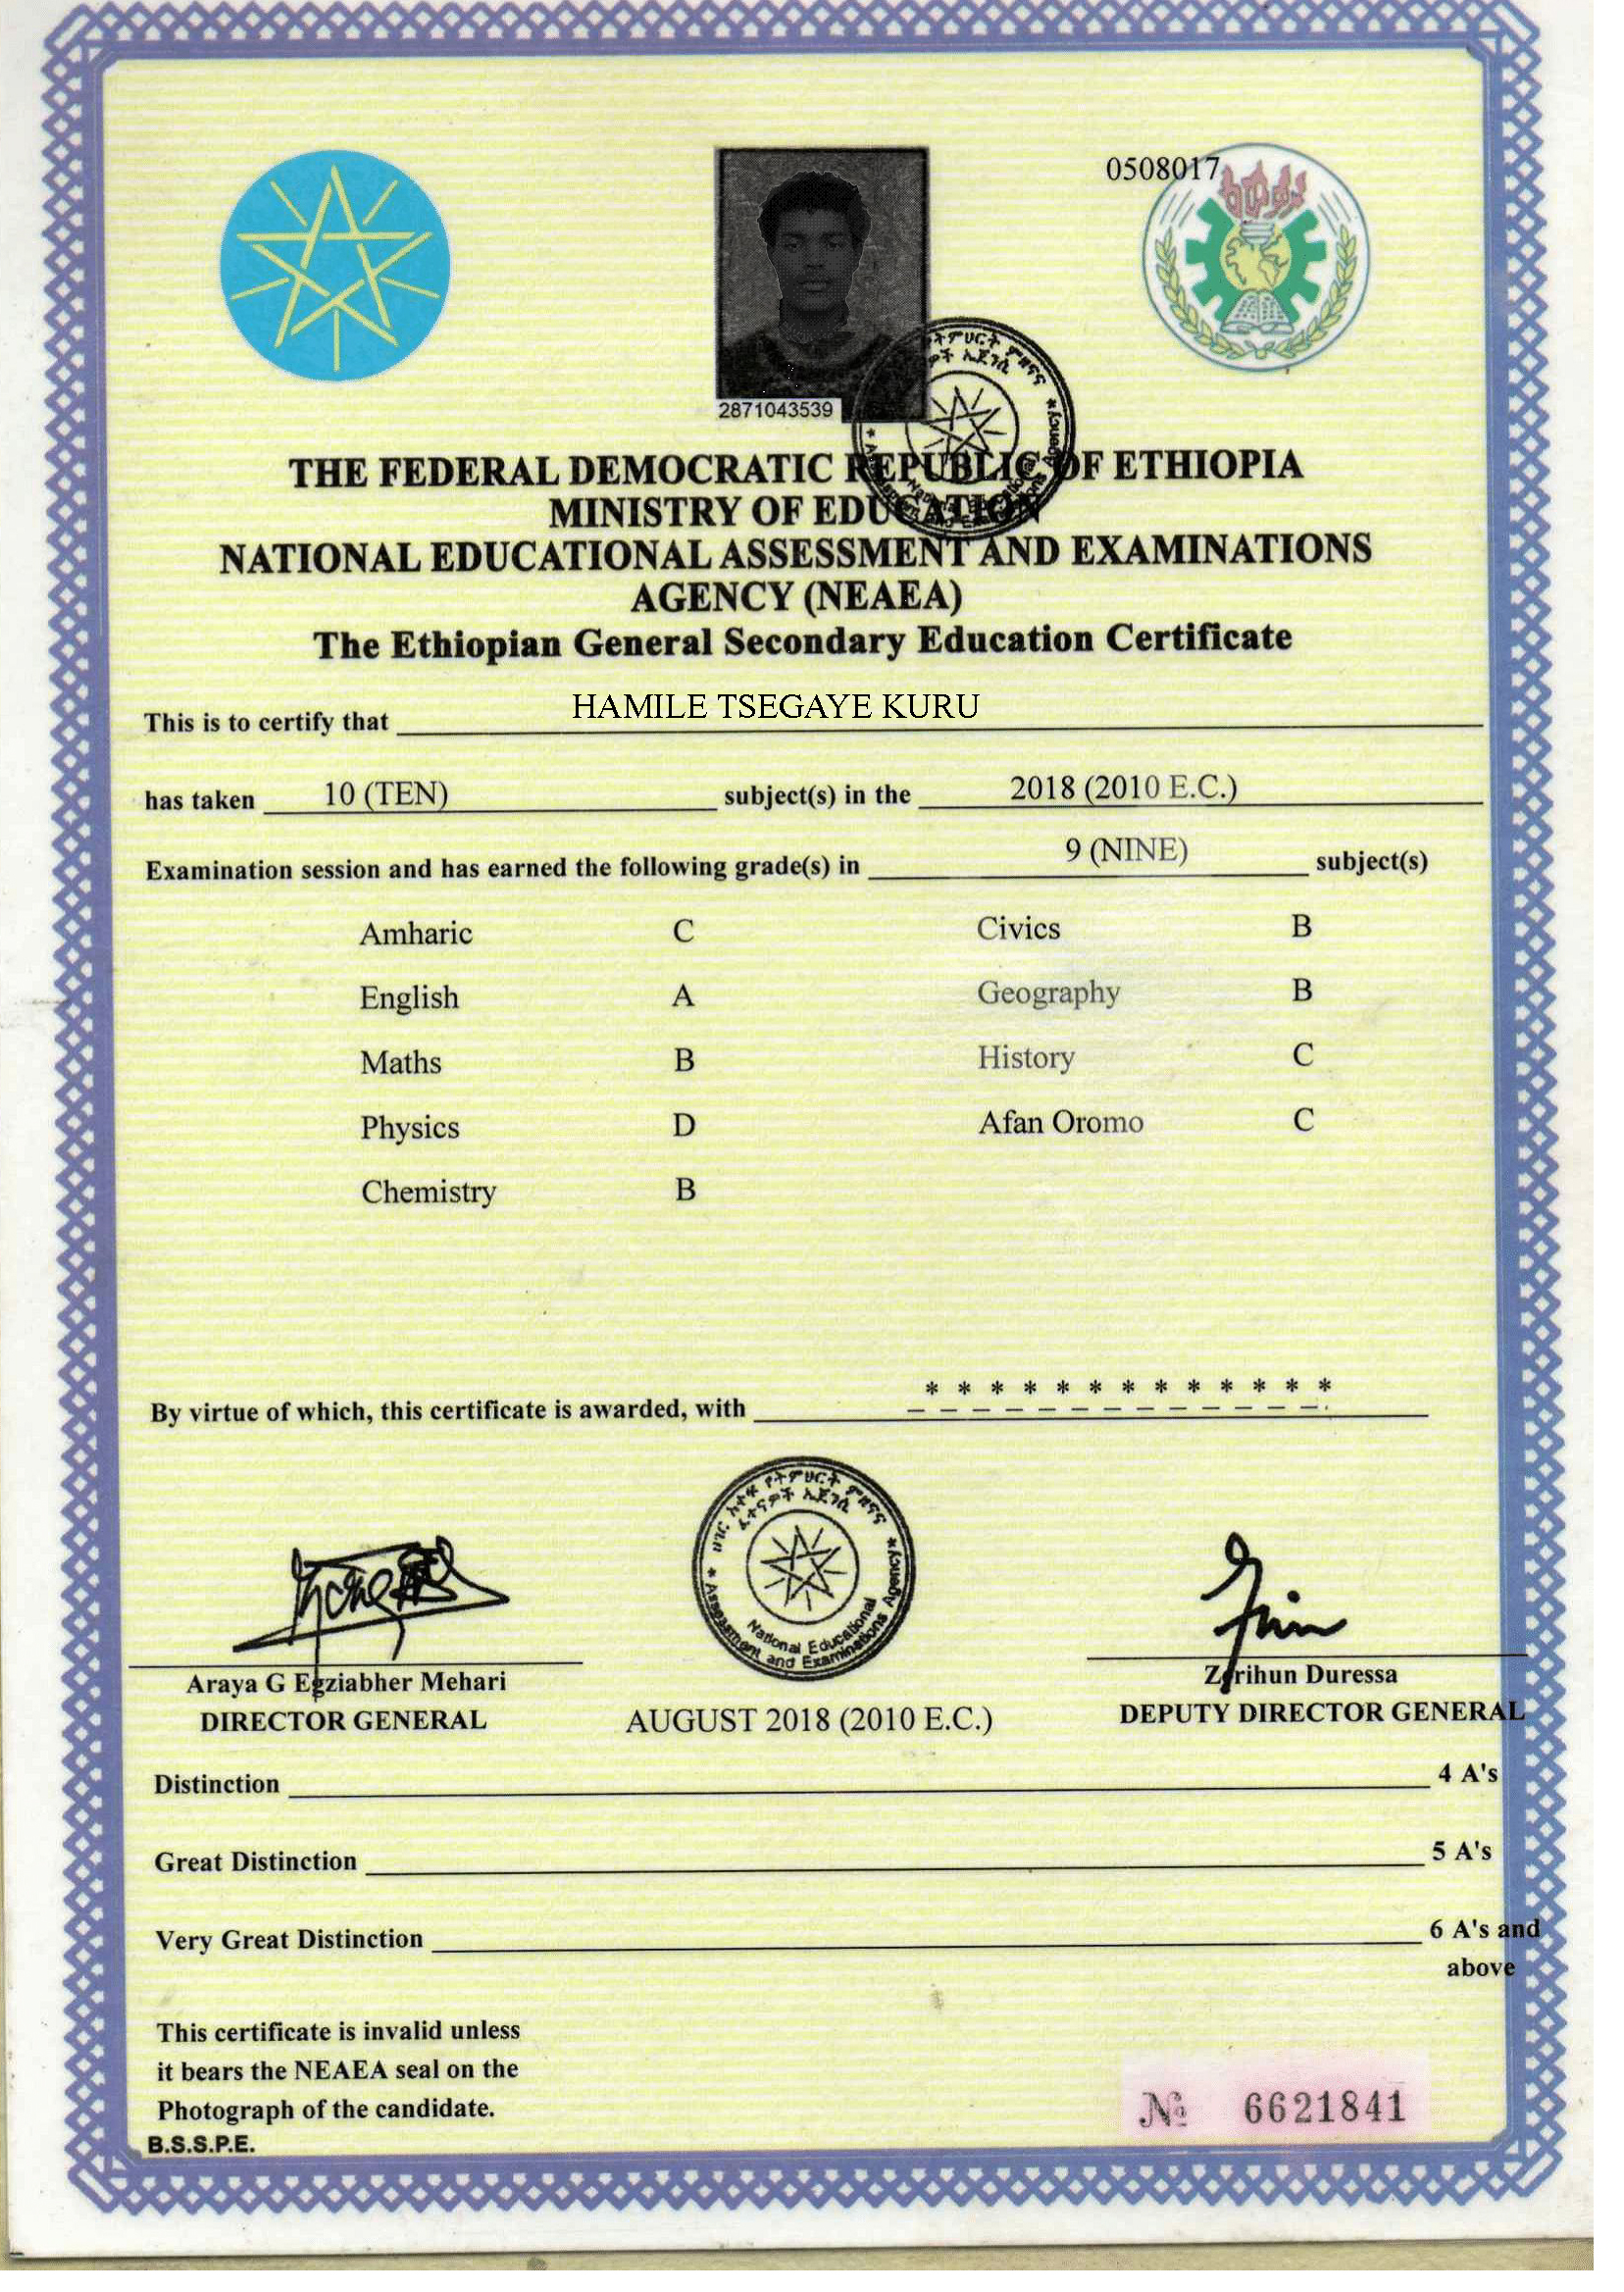 0508017
2871043539
THE FEDERAL DEMOCRATIC REPUBLIC OF ETHIOPIA
MINISTRY OF EDUCATION
NATIONAL EDUCATIONAL ASSESSMENT AND EXAMINATIONS
AGENCY (NEAEA)
The Ethiopian General Secondary Education Certificate
This is to certify that HAMILE TSEGAYE KURU
has taken 10 (TEN) subject(s) in the 2018 (2010 E.C.)
Examination session and has earned the following grade(s) in 9 (NINE) subject(s)
Amharic C Civics B
English A Geography B
Maths B History C
Physics D Afan Oromo C
Chemistry B
By virtue of which, this certificate is awarded, with * * * * * * * * * * * * *
የትምህርት ምዘናና
ፈተናዎች ኤጀንሲ
National Educational
Assessment and Examinations Agency
Araya G Egziabher Mehari
DIRECTOR GENERAL
AUGUST 2018 (2010 E.C.)
Zerihun Duressa
DEPUTY DIRECTOR GENERAL
Distinction 4 A's
Great Distinction 5 A's
Very Great Distinction 6 A's and
above
This certificate is invalid unless
it bears the NEAEA seal on the
Photograph of the candidate.
B.S.S.P.E.
№ 6621841